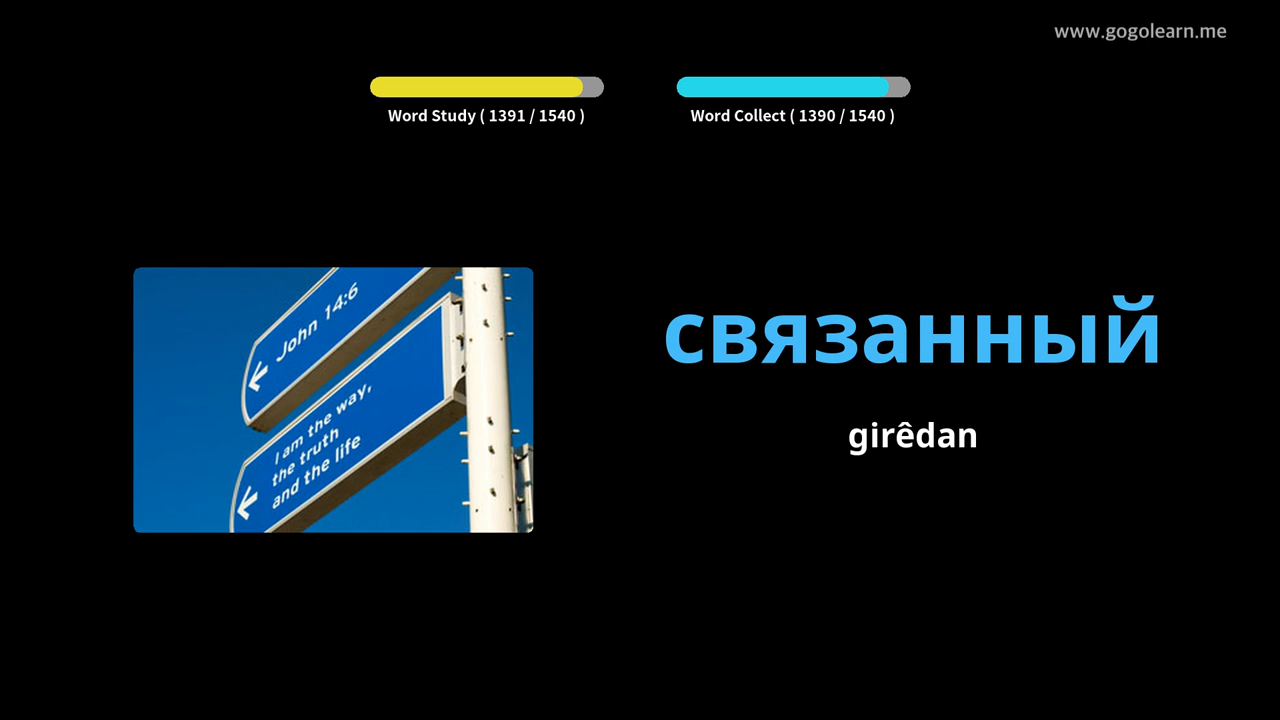 www.gogolearn.me
Word Study ( 1391 / 1540 )
Word Collect ( 1390 / 1540 )
John 14:6
I am the way,
the truth
and the life
связанный
girêdan